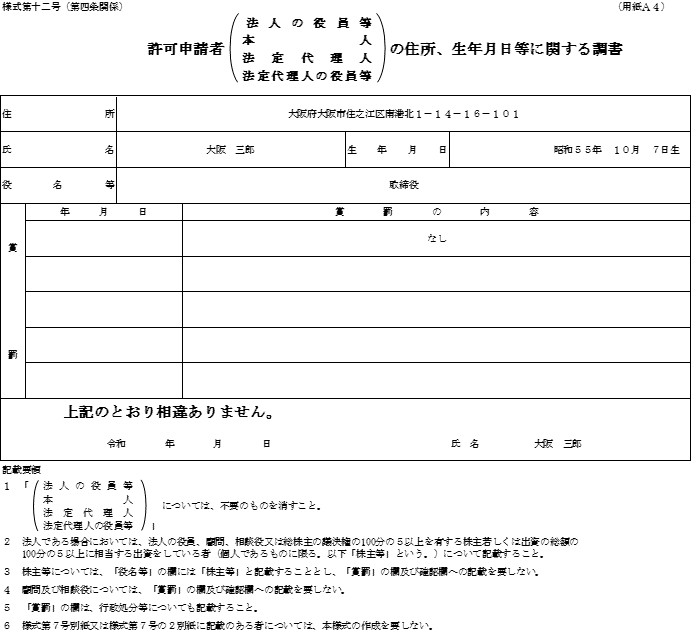 様式第十二号（第四条関係）
（用紙Ａ４）
法人の役員等
本人
許可申請者
法定代理人
法定代理人の役員等
の住所、生年月日等に関する調書
住所
大阪府大阪市住之江区南港北１－１４－１６－１０１
氏名
大阪　三郎
生年月日
昭和５５年　１０月　７日生
役名等
取締役
賞罰
年月日
賞罰の内容
なし
上記のとおり相違ありません。
令和　　年　　月　　日
氏名　　大阪　三郎
記載要領
１　「
法人の役員等
本人
法定代理人
法定代理人の役員等
」
については、不要のものを消すこと。
２　法人である場合においては、法人の役員、顧問、相談役又は総株主の議決権の100分の５以上を有する株主若しくは出資の総額の
100分の５以上に相当する出資をしている者（個人であるものに限る。以下「株主等」という。）について記載すること。
３　株主等については、「役名等」の欄には「株主等」と記載することとし、「賞罰」の欄及び確認欄への記載を要しない。
４　顧問及び相談役については、「賞罰」の欄及び確認欄への記載を要しない。
５　「賞罰」の欄は、行政処分等についても記載すること。
６　様式第７号別紙又は様式第７号の２別紙に記載のある者については、本様式の作成を要しない。